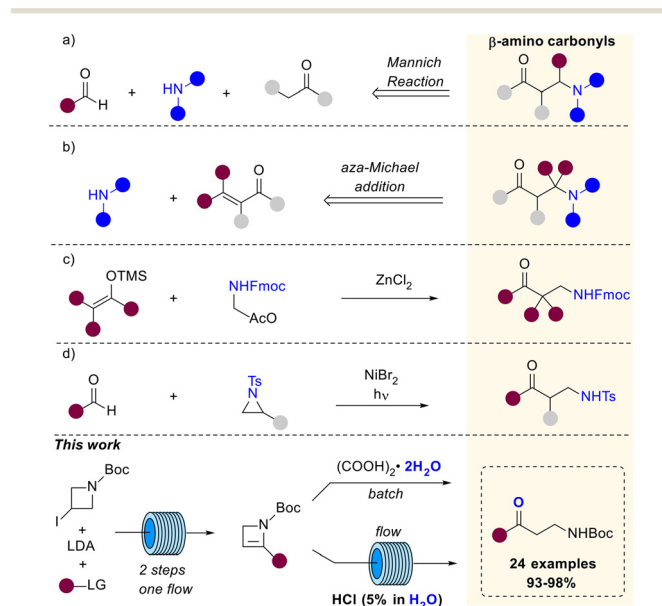 a)
β-amino carbonyls
O
H
+
HN
+
O
Mannich
Reaction
O
N
b)
HN
+
O
aza-Michael
addition
O
N
c)
OTMS
+
NHFmoc
AcO
ZnCl2
O
NHFmoc
d)
O
H
+
Ts
N
NiBr2
hν
O
NHTs
This work
Boc
N
I
+
LDA
+
LG
2 steps
one flow
Boc
N
(COOH)2• 2H2O
batch
flow
HCl (5% in H2O)
O
NHBoc
24 examples
93-98%